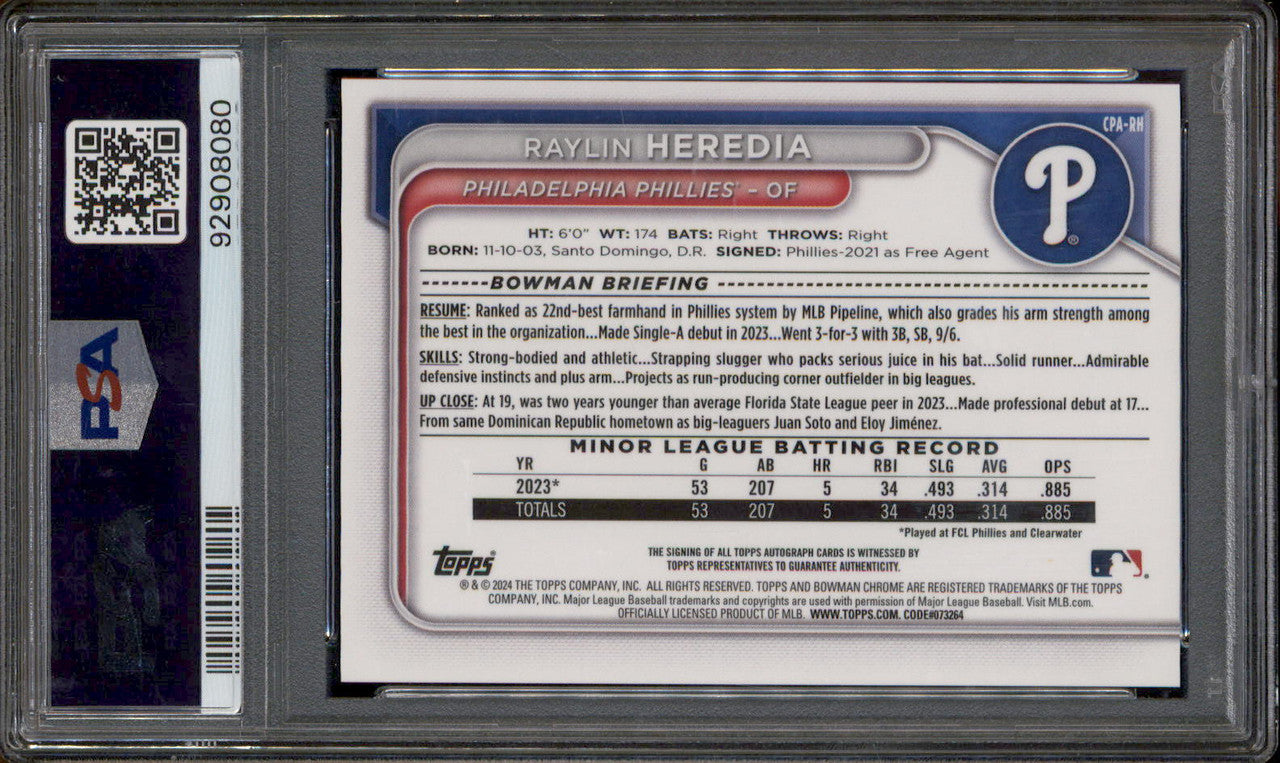 92908080
PSA
CPA-RH
RAYLIN HEREDIA
PHILADELPHIA PHILLIES® - OF
P®
HT: 6'0" WT: 174 BATS: Right THROWS: Right
BORN: 11-10-03, Santo Domingo, D.R. SIGNED: Phillies-2021 as Free Agent
-------BOWMAN BRIEFING ----------------------------------------------
RESUME: Ranked as 22nd-best farmhand in Phillies system by MLB Pipeline, which also grades his arm strength among
the best in the organization...Made Single-A debut in 2023...Went 3-for-3 with 3B, SB, 9/6.
SKILLS: Strong-bodied and athletic...Strapping slugger who packs serious juice in his bat...Solid runner...Admirable
defensive instincts and plus arm...Projects as run-producing corner outfielder in big leagues.
UP CLOSE: At 19, was two years younger than average Florida State League peer in 2023...Made professional debut at 17...
From same Dominican Republic hometown as big-leaguers Juan Soto and Eloy Jiménez.
MINOR LEAGUE BATTING RECORD
YR G AB HR RBI SLG AVG OPS
2023* 53 207 5 34 .493 .314 .885
TOTALS 53 207 5 34 .493 .314 .885
*Played at FCL Phillies and Clearwater
Topps®
THE SIGNING OF ALL TOPPS AUTOGRAPH CARDS IS WITNESSED BY
TOPPS REPRESENTATIVES TO GUARANTEE AUTHENTICITY.
® & © 2024 THE TOPPS COMPANY, INC. ALL RIGHTS RESERVED. TOPPS AND BOWMAN CHROME ARE REGISTERED TRADEMARKS OF THE TOPPS
COMPANY, INC. Major League Baseball trademarks and copyrights are used with permission of Major League Baseball. Visit MLB.com.
OFFICIALLY LICENSED PRODUCT OF MLB. WWW.TOPPS.COM. CODE#073264